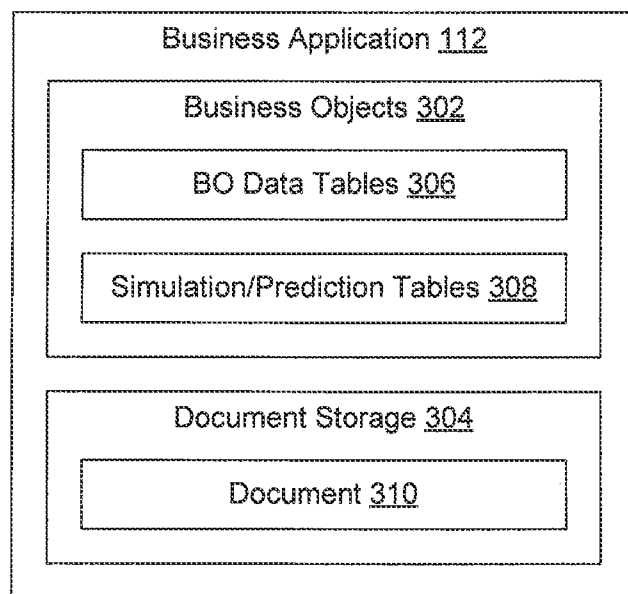 Business Application 112
Business Objects 302
BO Data Tables 306
Simulation/Prediction Tables 308
Document Storage 304
Document 310